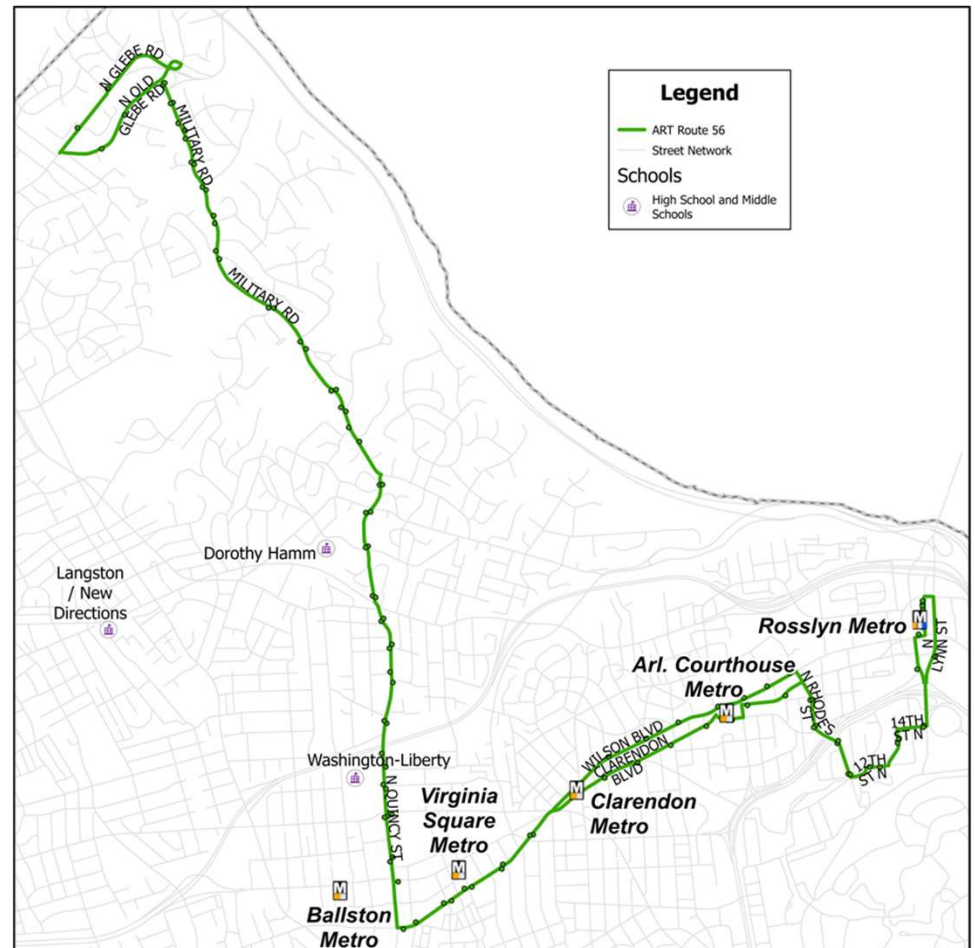 N GLEBE RD
N OLD
GLEBE RD
MILITARY RD
MILITARY RD
Legend
ART Route 56
Street Network
Schools
High School and Middle
Schools
Dorothy Hamm
Langston
/ New
Directions
Rosslyn Metro
N
LYNN ST
Arl. Courthouse
Metro
N RHODES
ST
14TH
ST N
12TH
ST N
WILSON BLVD
CLARENDON
BLVD
Washington-Liberty
N QUINCY ST
Virginia
Square
Metro
Clarendon
Metro
Ballston
Metro
M
M
M
M
M